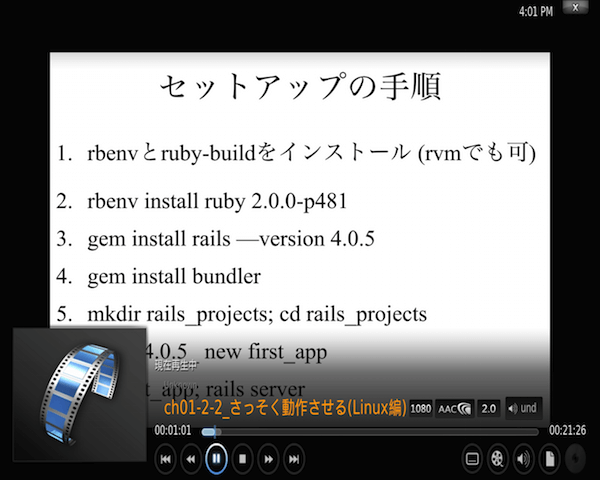 4:01 PM
x
セットアップの手順
1. rbenvとruby-buildをインストール (rvmでも可)
2. rbenv install ruby 2.0.0-p481
3. gem install rails —version 4.0.5
4. gem install bundler
5. mkdir rails_projects; cd rails_projects
4.0.5_ new first_app
t_app; rails server
現在再生中
ch01-2-2_さっそく動作させる(Linux編) 1080 AAC 2.0 und
00:01:01 00:21:26